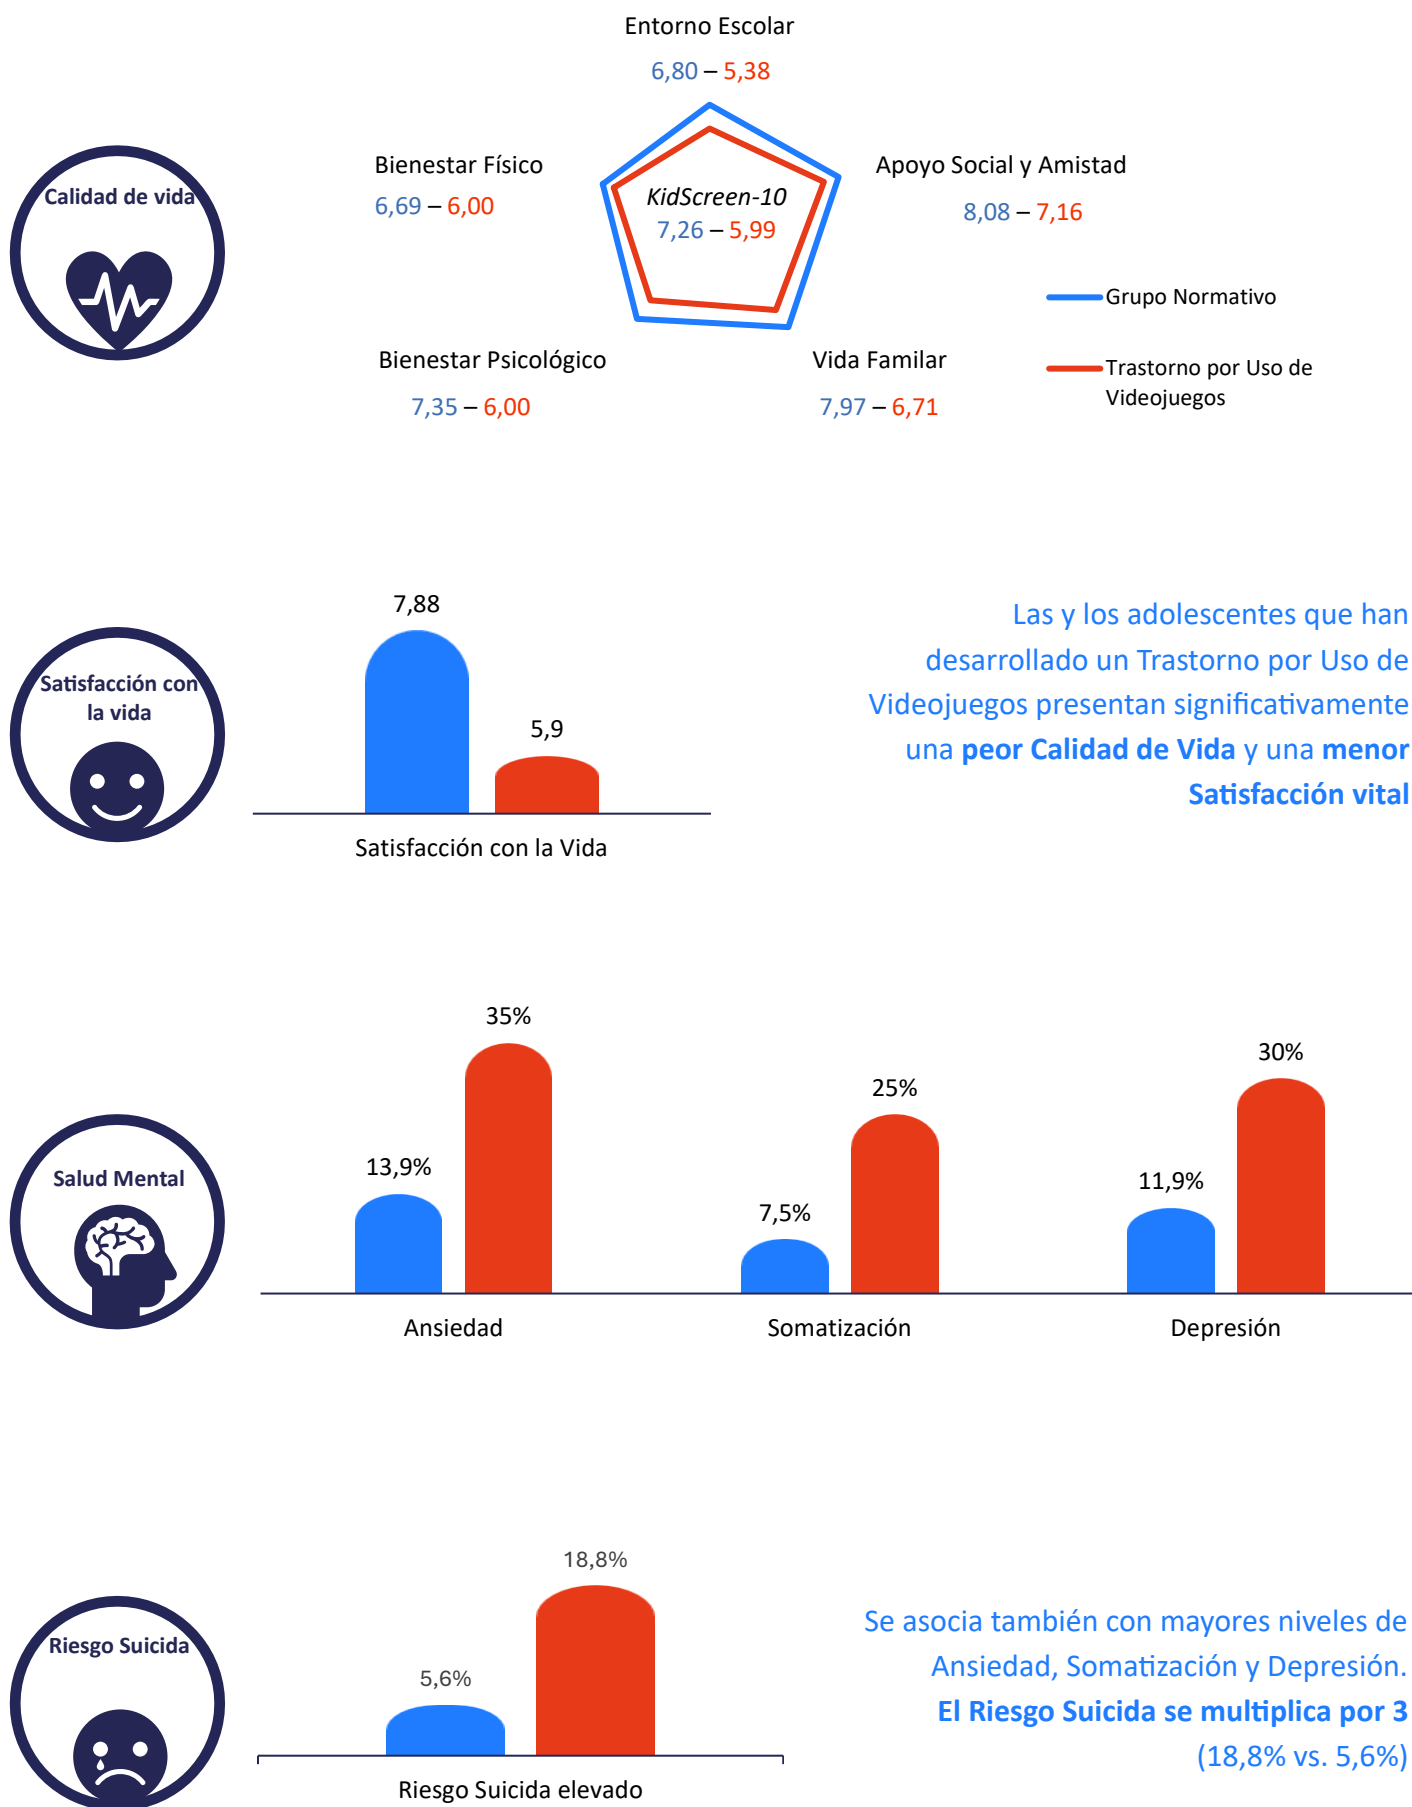 Entorno Escolar
6,80 – 5,38
Calidad de vida
Bienestar Físico
6,69 – 6,00
KidScreen-10
7,26 – 5,99
Apoyo Social y Amistad
8,08 – 7,16
Grupo Normativo
Bienestar Psicológico
7,35 – 6,00
Vida Familar
7,97 – 6,71
Trastorno por Uso de
Videojuegos
Satisfacción con
la vida
7,88
5,9
Satisfacción con la Vida
Las y los adolescentes que han
desarrollado un Trastorno por Uso de
Videojuegos presentan significativamente
una peor Calidad de Vida y una menor
Satisfacción vital
Salud Mental
13,9%
35%
7,5%
25%
11,9%
30%
Ansiedad
Somatización
Depresión
Riesgo Suicida
5,6%
18,8%
Riesgo Suicida elevado
Se asocia también con mayores niveles de
Ansiedad, Somatización y Depresión.
El Riesgo Suicida se multiplica por 3
(18,8% vs. 5,6%)